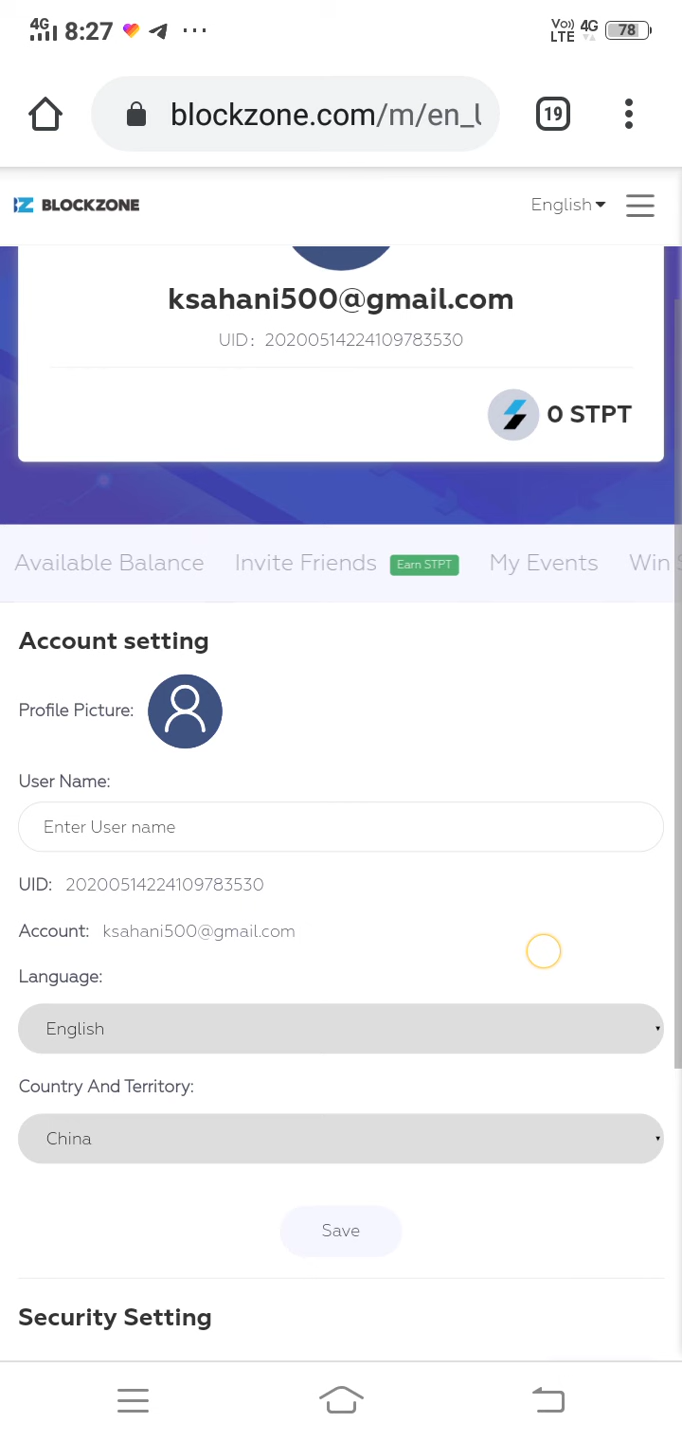 4G 8:27 ... Vo)) LTE 4G 78
blockzone.com/m/en_U
19
BLOCKZONE English
ksahani500@gmail.com
UID: 20200514224109783530
0 STPT
Available Balance Invite Friends Earn STPT My Events Win
Account setting
Profile Picture:
User Name:
Enter User name
UID: 20200514224109783530
Account: ksahani500@gmail.com
Language:
English
Country And Territory:
China
Save
Security Setting